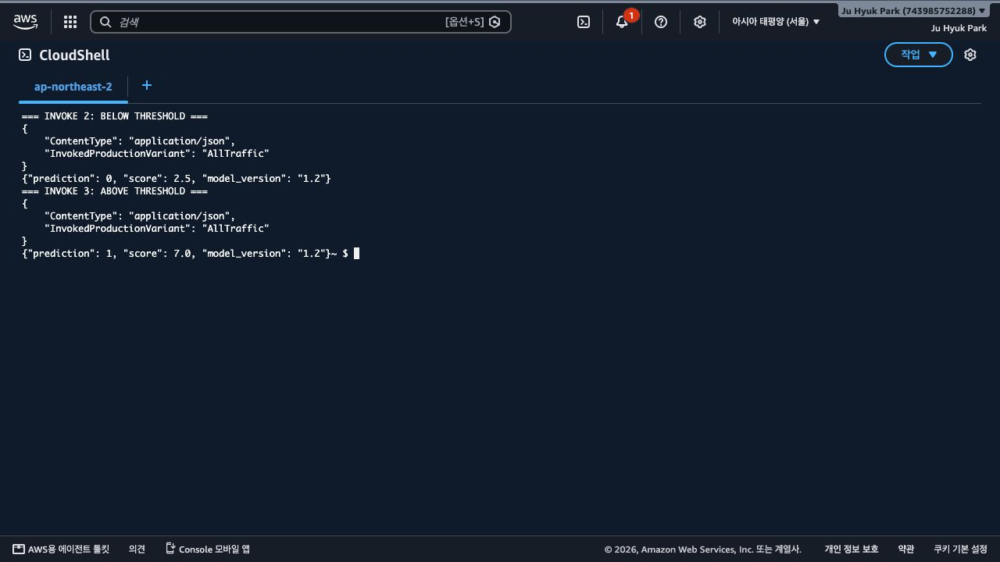 aws
검색
[옵션+S]
1
아시아 태평양 (서울)
Ju Hyuk Park (743985752288)
Ju Hyuk Park
CloudShell
작업
ap-northeast-2
=== INVOKE 2: BELOW THRESHOLD ===
{
    "ContentType": "application/json",
    "InvokedProductionVariant": "AllTraffic"
}
{"prediction": 0, "score": 2.5, "model_version": "1.2"}
=== INVOKE 3: ABOVE THRESHOLD ===
{
    "ContentType": "application/json",
    "InvokedProductionVariant": "AllTraffic"
}
{"prediction": 1, "score": 7.0, "model_version": "1.2"}~ $
AWS용 에이전트 툴킷
의견
Console 모바일 앱
© 2026, Amazon Web Services, Inc. 또는 계열사.
개인 정보 보호
약관
쿠키 기본 설정